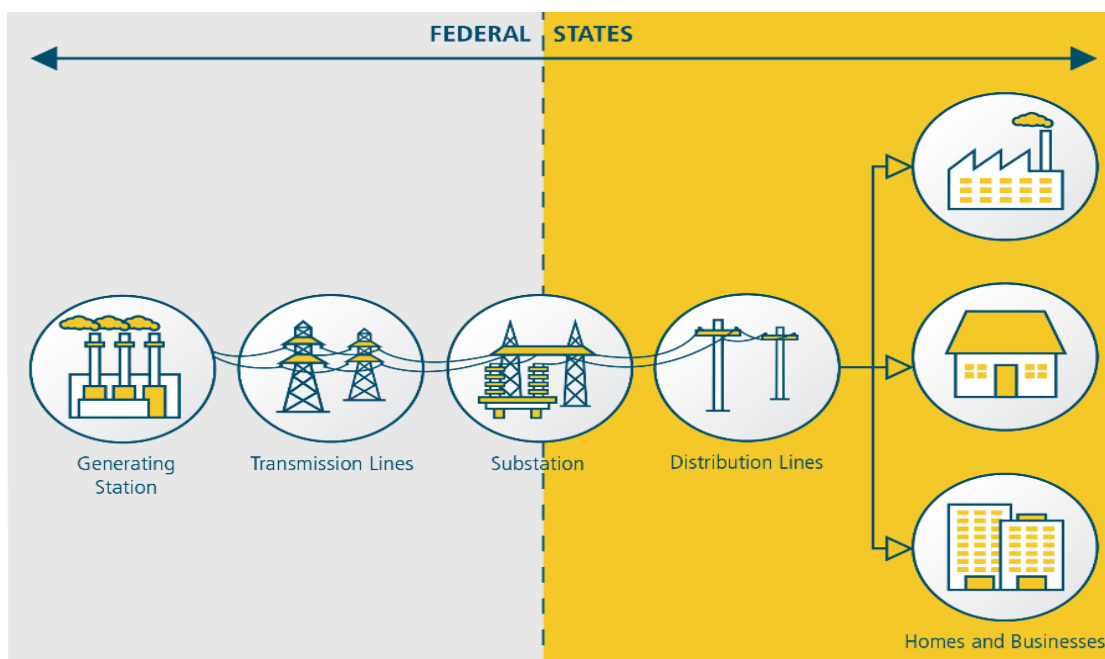 FEDERAL STATES
Generating
Station
Transmission Lines
Substation
Distribution Lines
Homes and Businesses